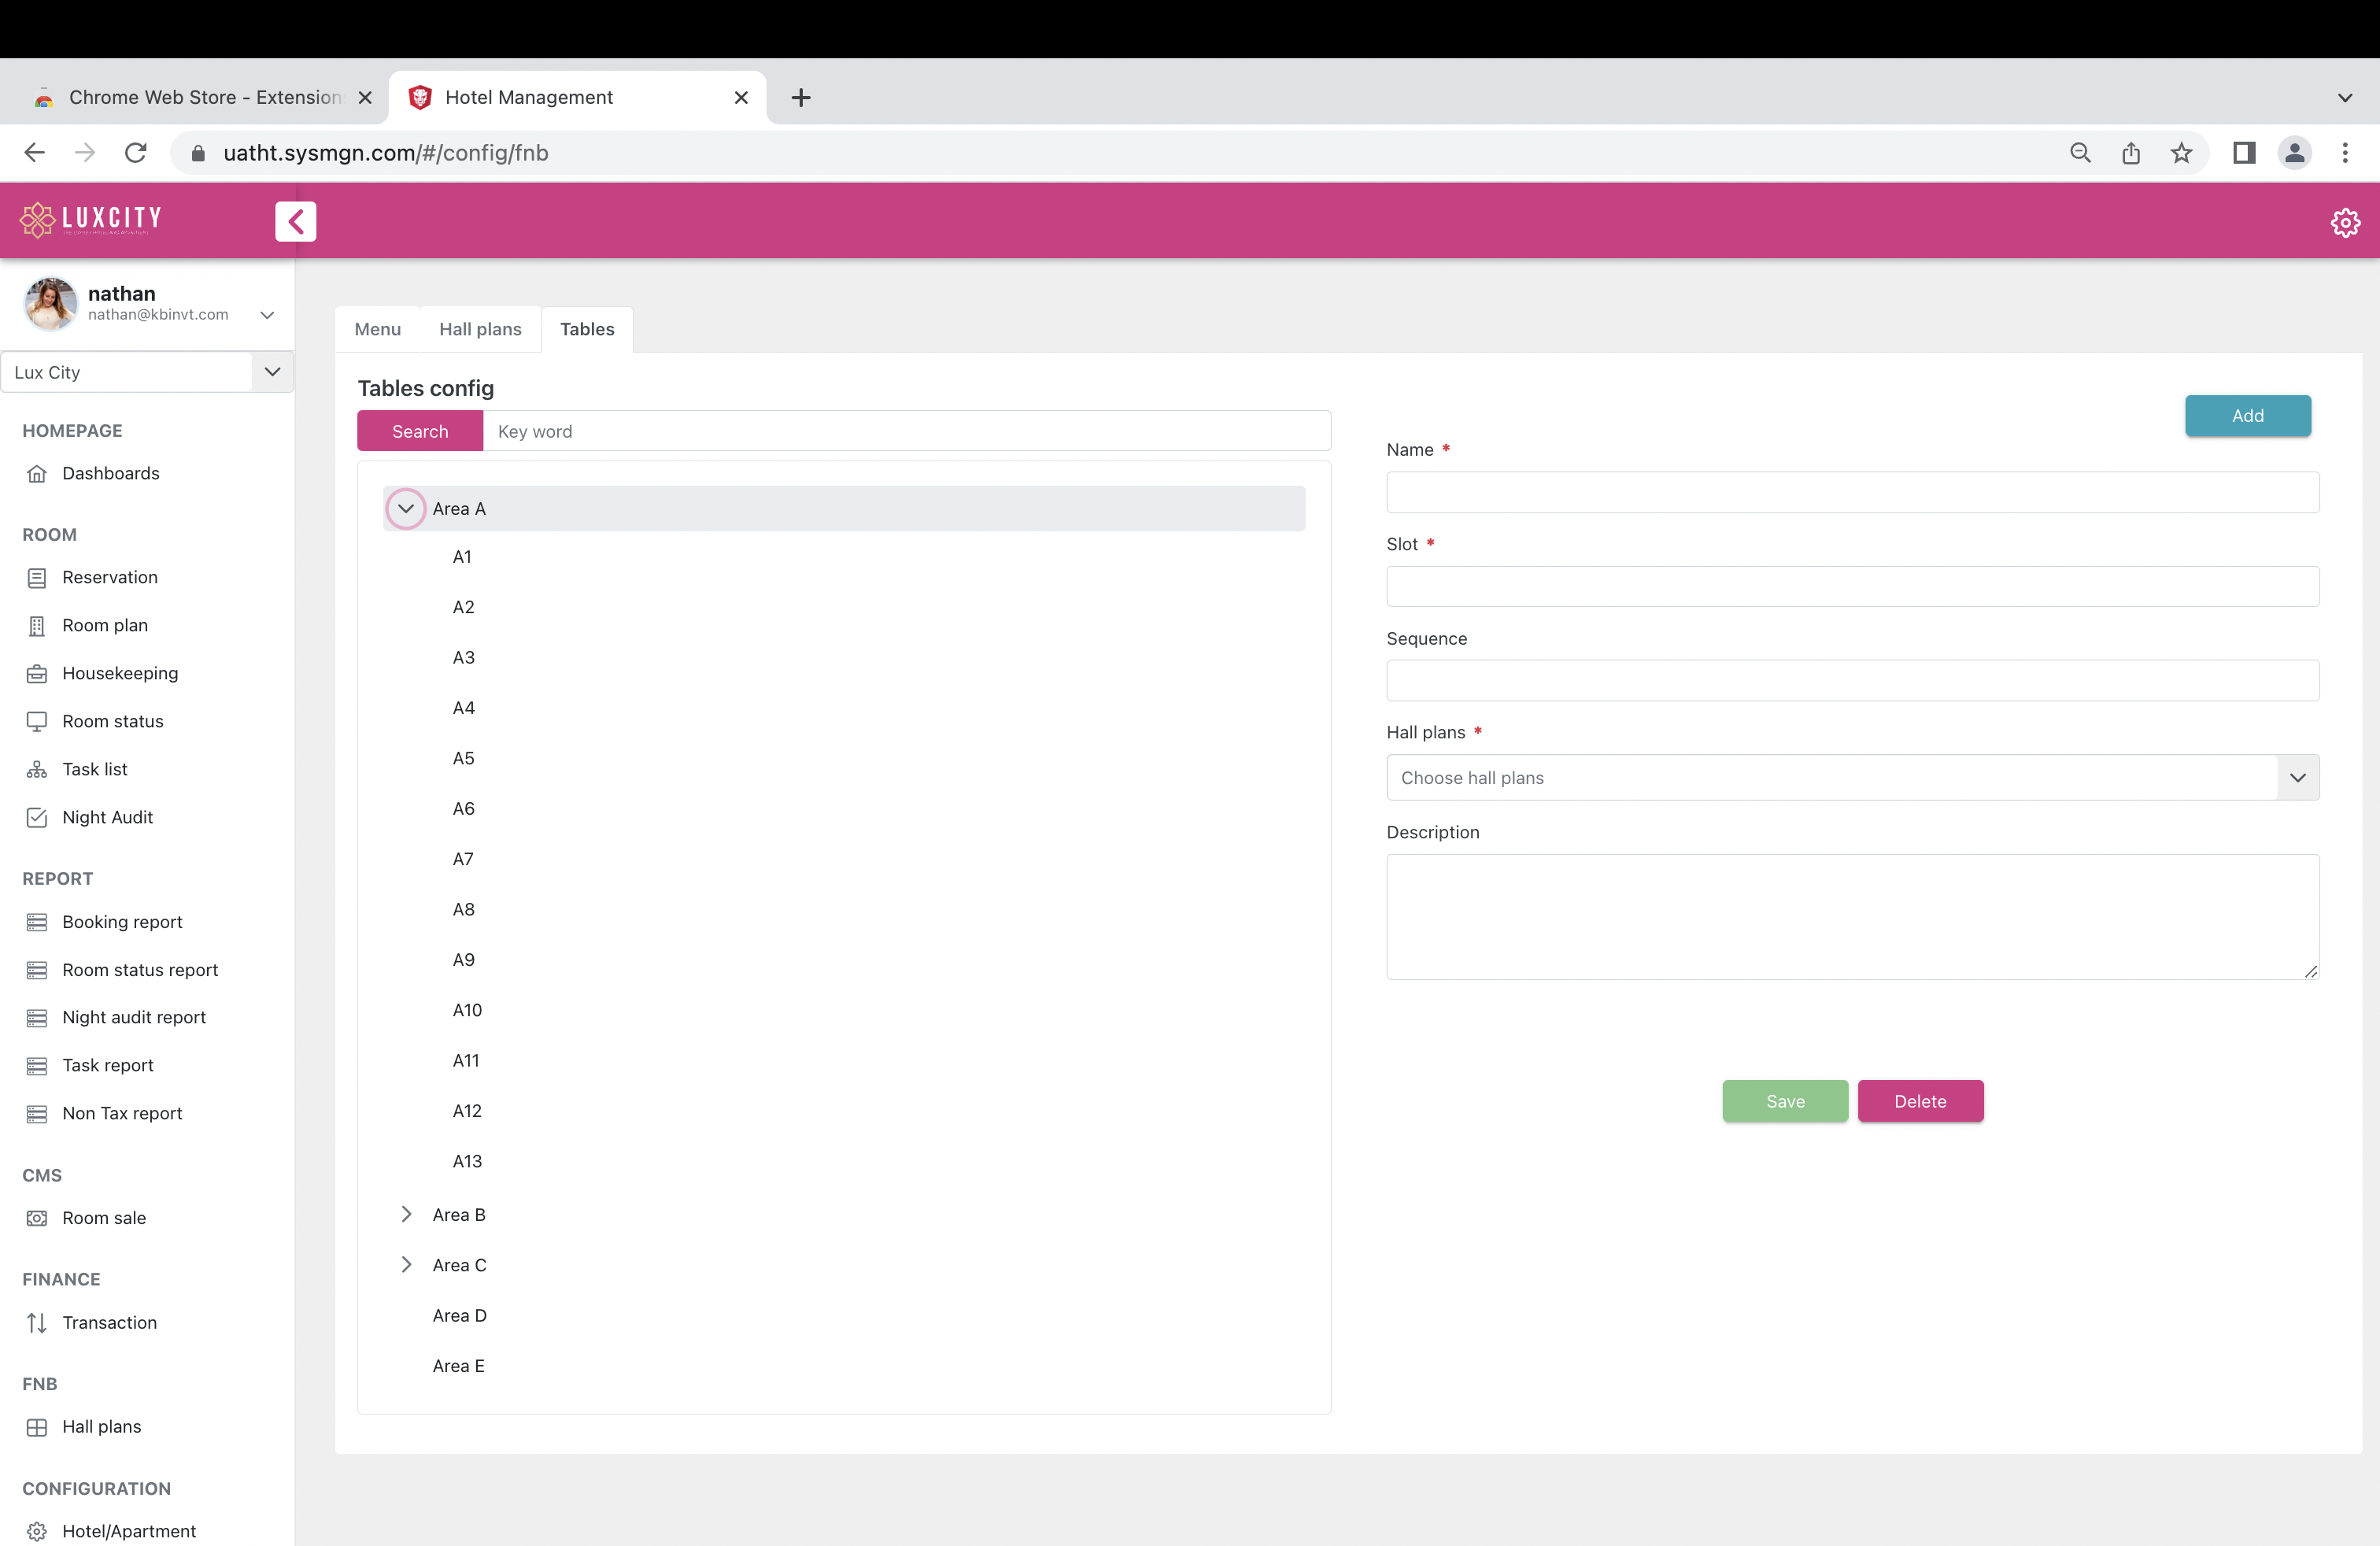 Chrome Web Store - Extension
Hotel Management
uatht.sysmgn.com/#/config/fnb
LUXCITY
nathan
nathan@kbinvt.com
Lux City
HOMEPAGE
Dashboards
ROOM
Reservation
Room plan
Housekeeping
Room status
Task list
Night Audit
REPORT
Booking report
Room status report
Night audit report
Task report
Non Tax report
CMS
Room sale
FINANCE
Transaction
FNB
Hall plans
CONFIGURATION
Hotel/Apartment
Menu Hall plans Tables
Tables config
Search Key word
Area A
A1
A2
A3
A4
A5
A6
A7
A8
A9
A10
A11
A12
A13
Area B
Area C
Area D
Area E
Add
Name *
Slot *
Sequence
Hall plans *
Choose hall plans
Description
Save Delete